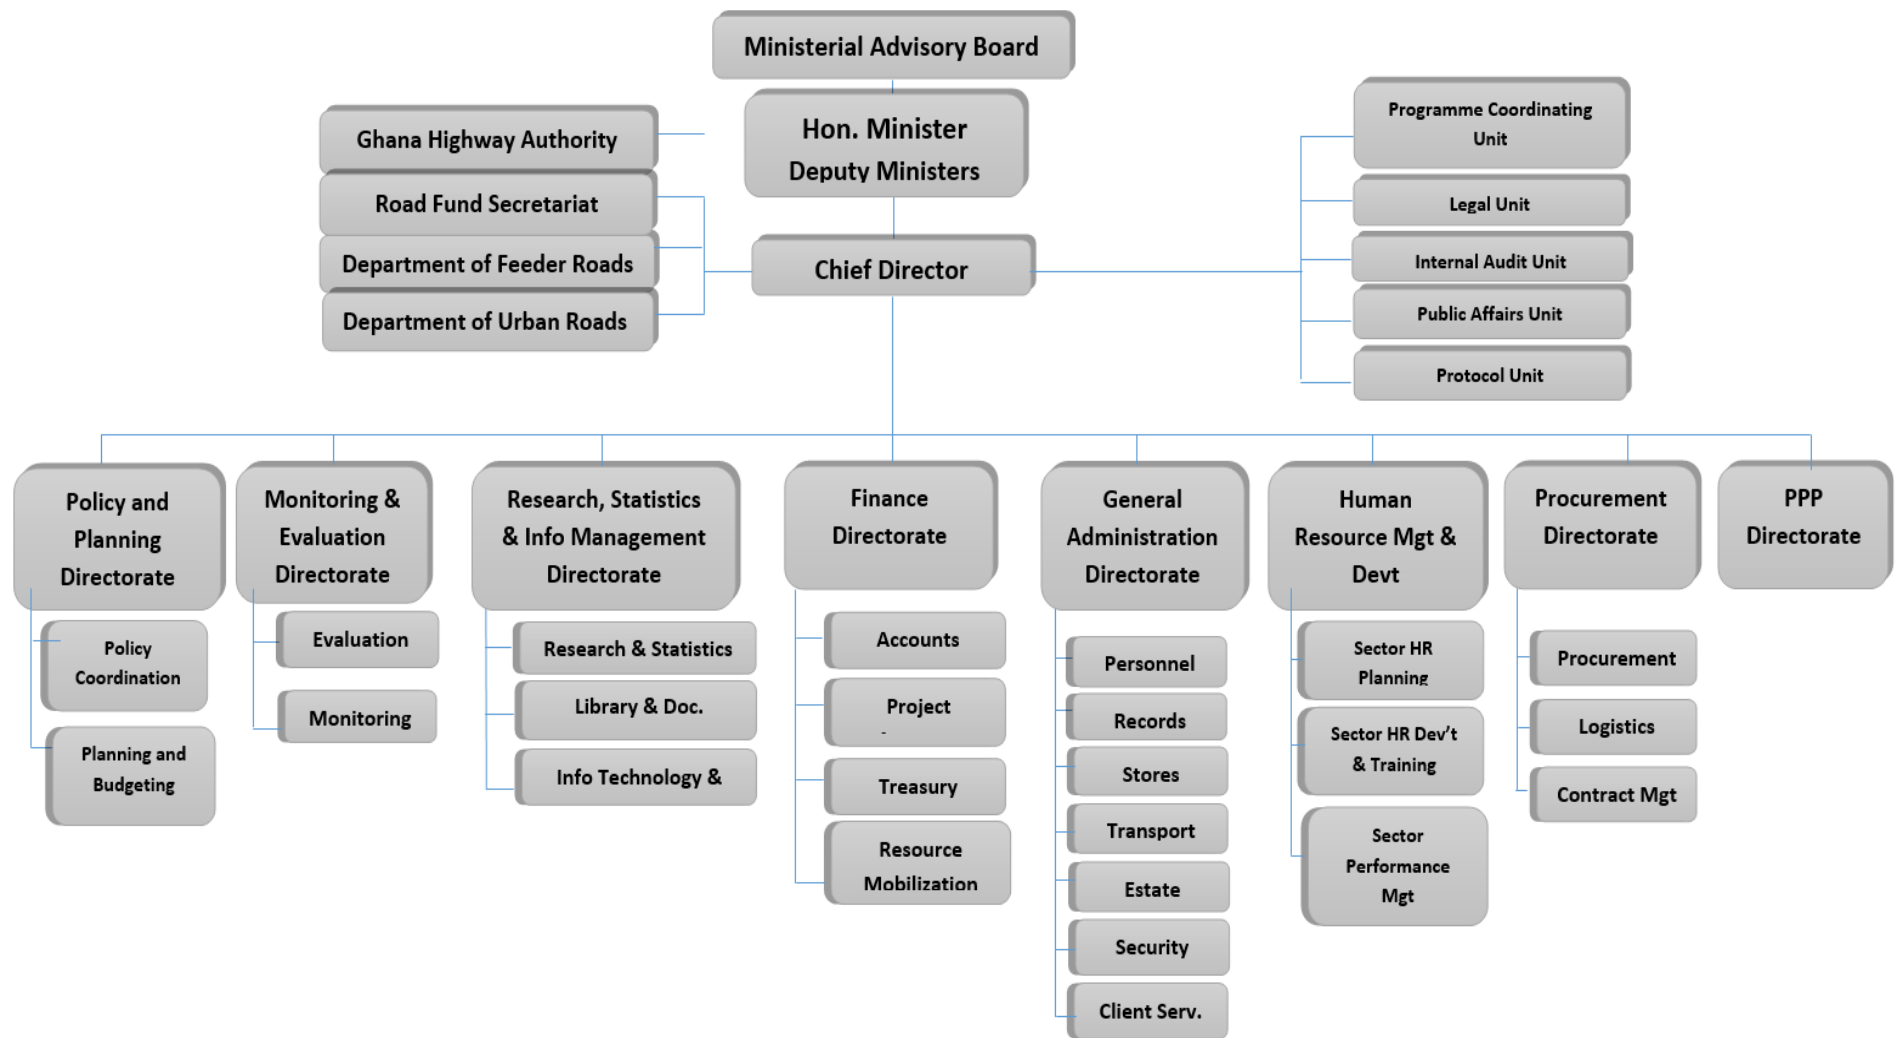 Ministerial Advisory Board
Hon. Minister
Deputy Ministers
Chief Director
Ghana Highway Authority
Road Fund Secretariat
Department of Feeder Roads
Department of Urban Roads
Programme Coordinating
Unit
Legal Unit
Internal Audit Unit
Public Affairs Unit
Protocol Unit
Policy and
Planning
Directorate
Policy
Coordination
Planning and
Budgeting
Monitoring &
Evaluation
Directorate
Evaluation
Monitoring
Research, Statistics
& Info Management
Directorate
Research & Statistics
Library & Doc.
Info Technology &
Finance
Directorate
Accounts
Project
Treasury
Resource
Mobilization
General
Administration
Directorate
Personnel
Records
Stores
Transport
Estate
Security
Client Serv.
Human
Resource Mgt &
Devt
Sector HR
Planning
Sector HR Dev’t
& Training
Sector
Performance
Mgt
Procurement
Directorate
Procurement
Logistics
Contract Mgt
PPP
Directorate